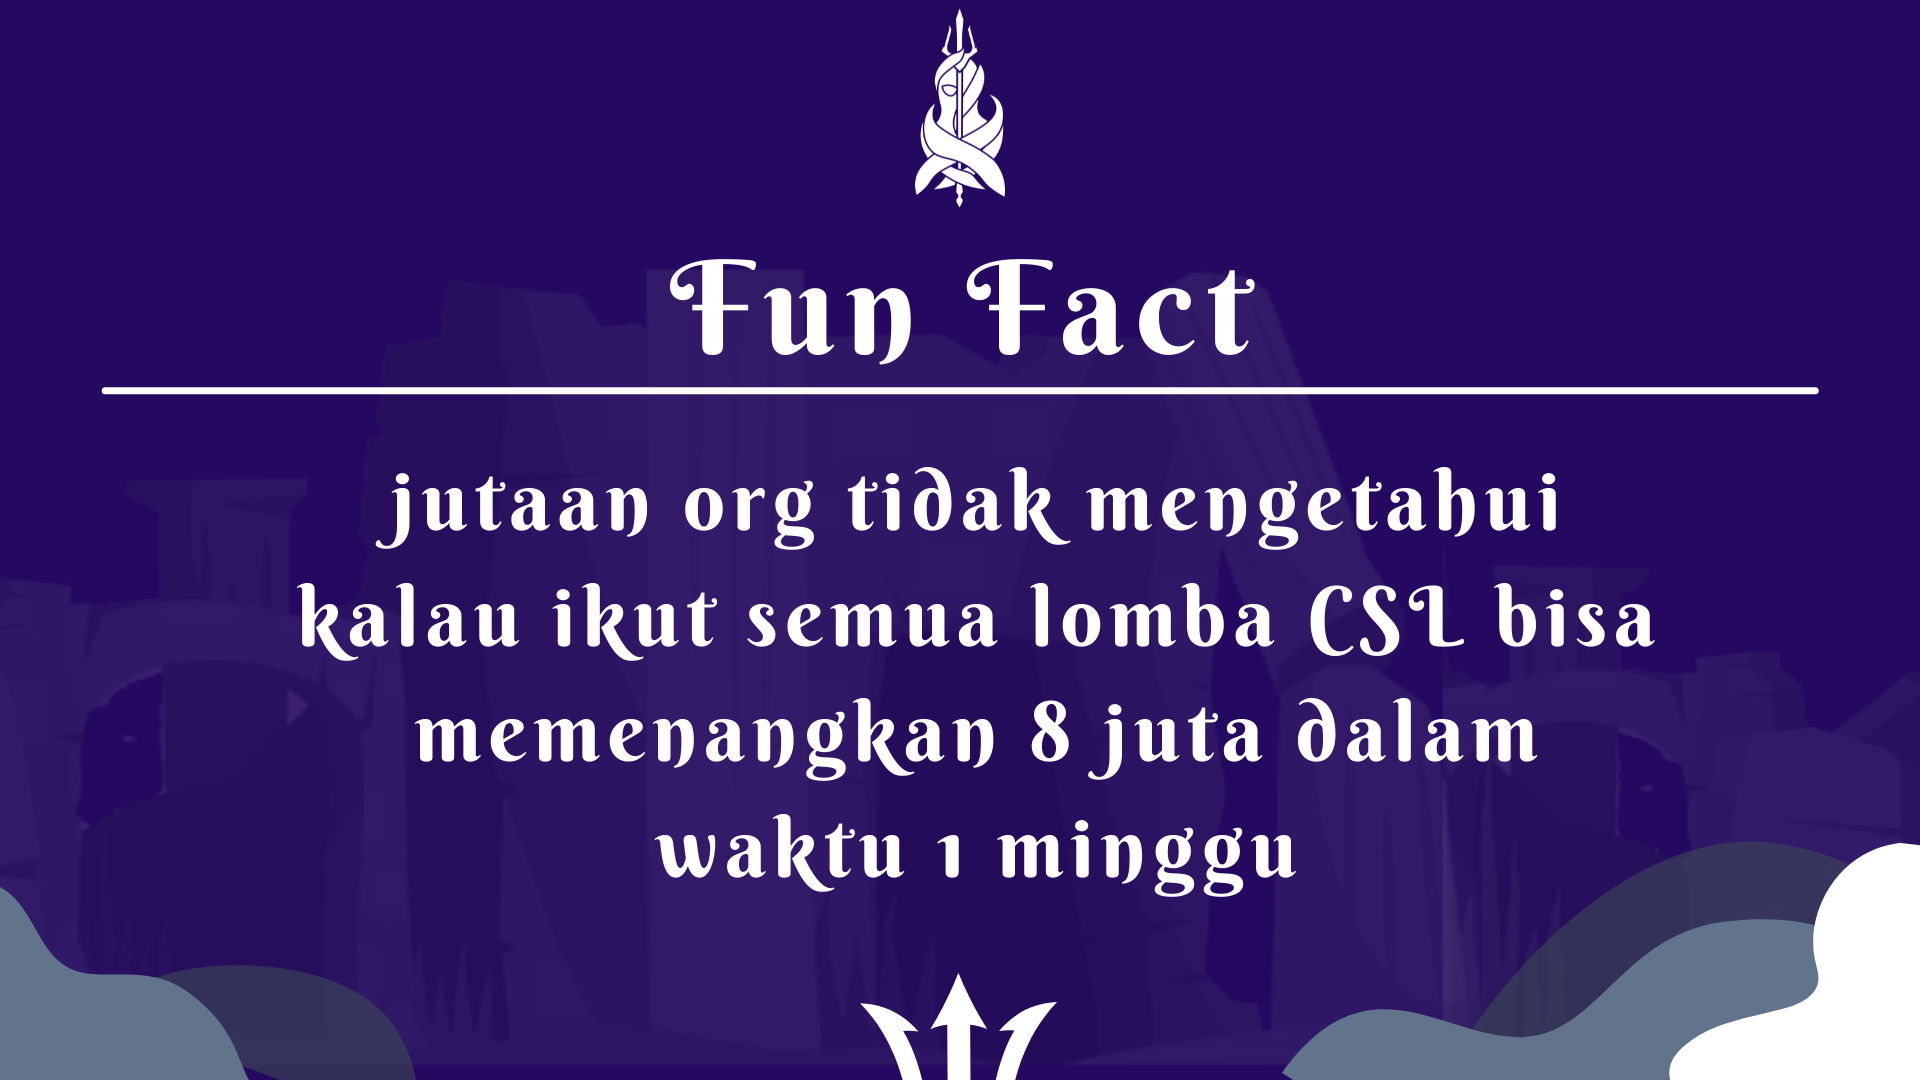 Fun Fact
jutaan org tidak mengetahui
kalau ikut semua lomba CSL bisa
memenangkan 8 juta dalam
waktu 1 minggu